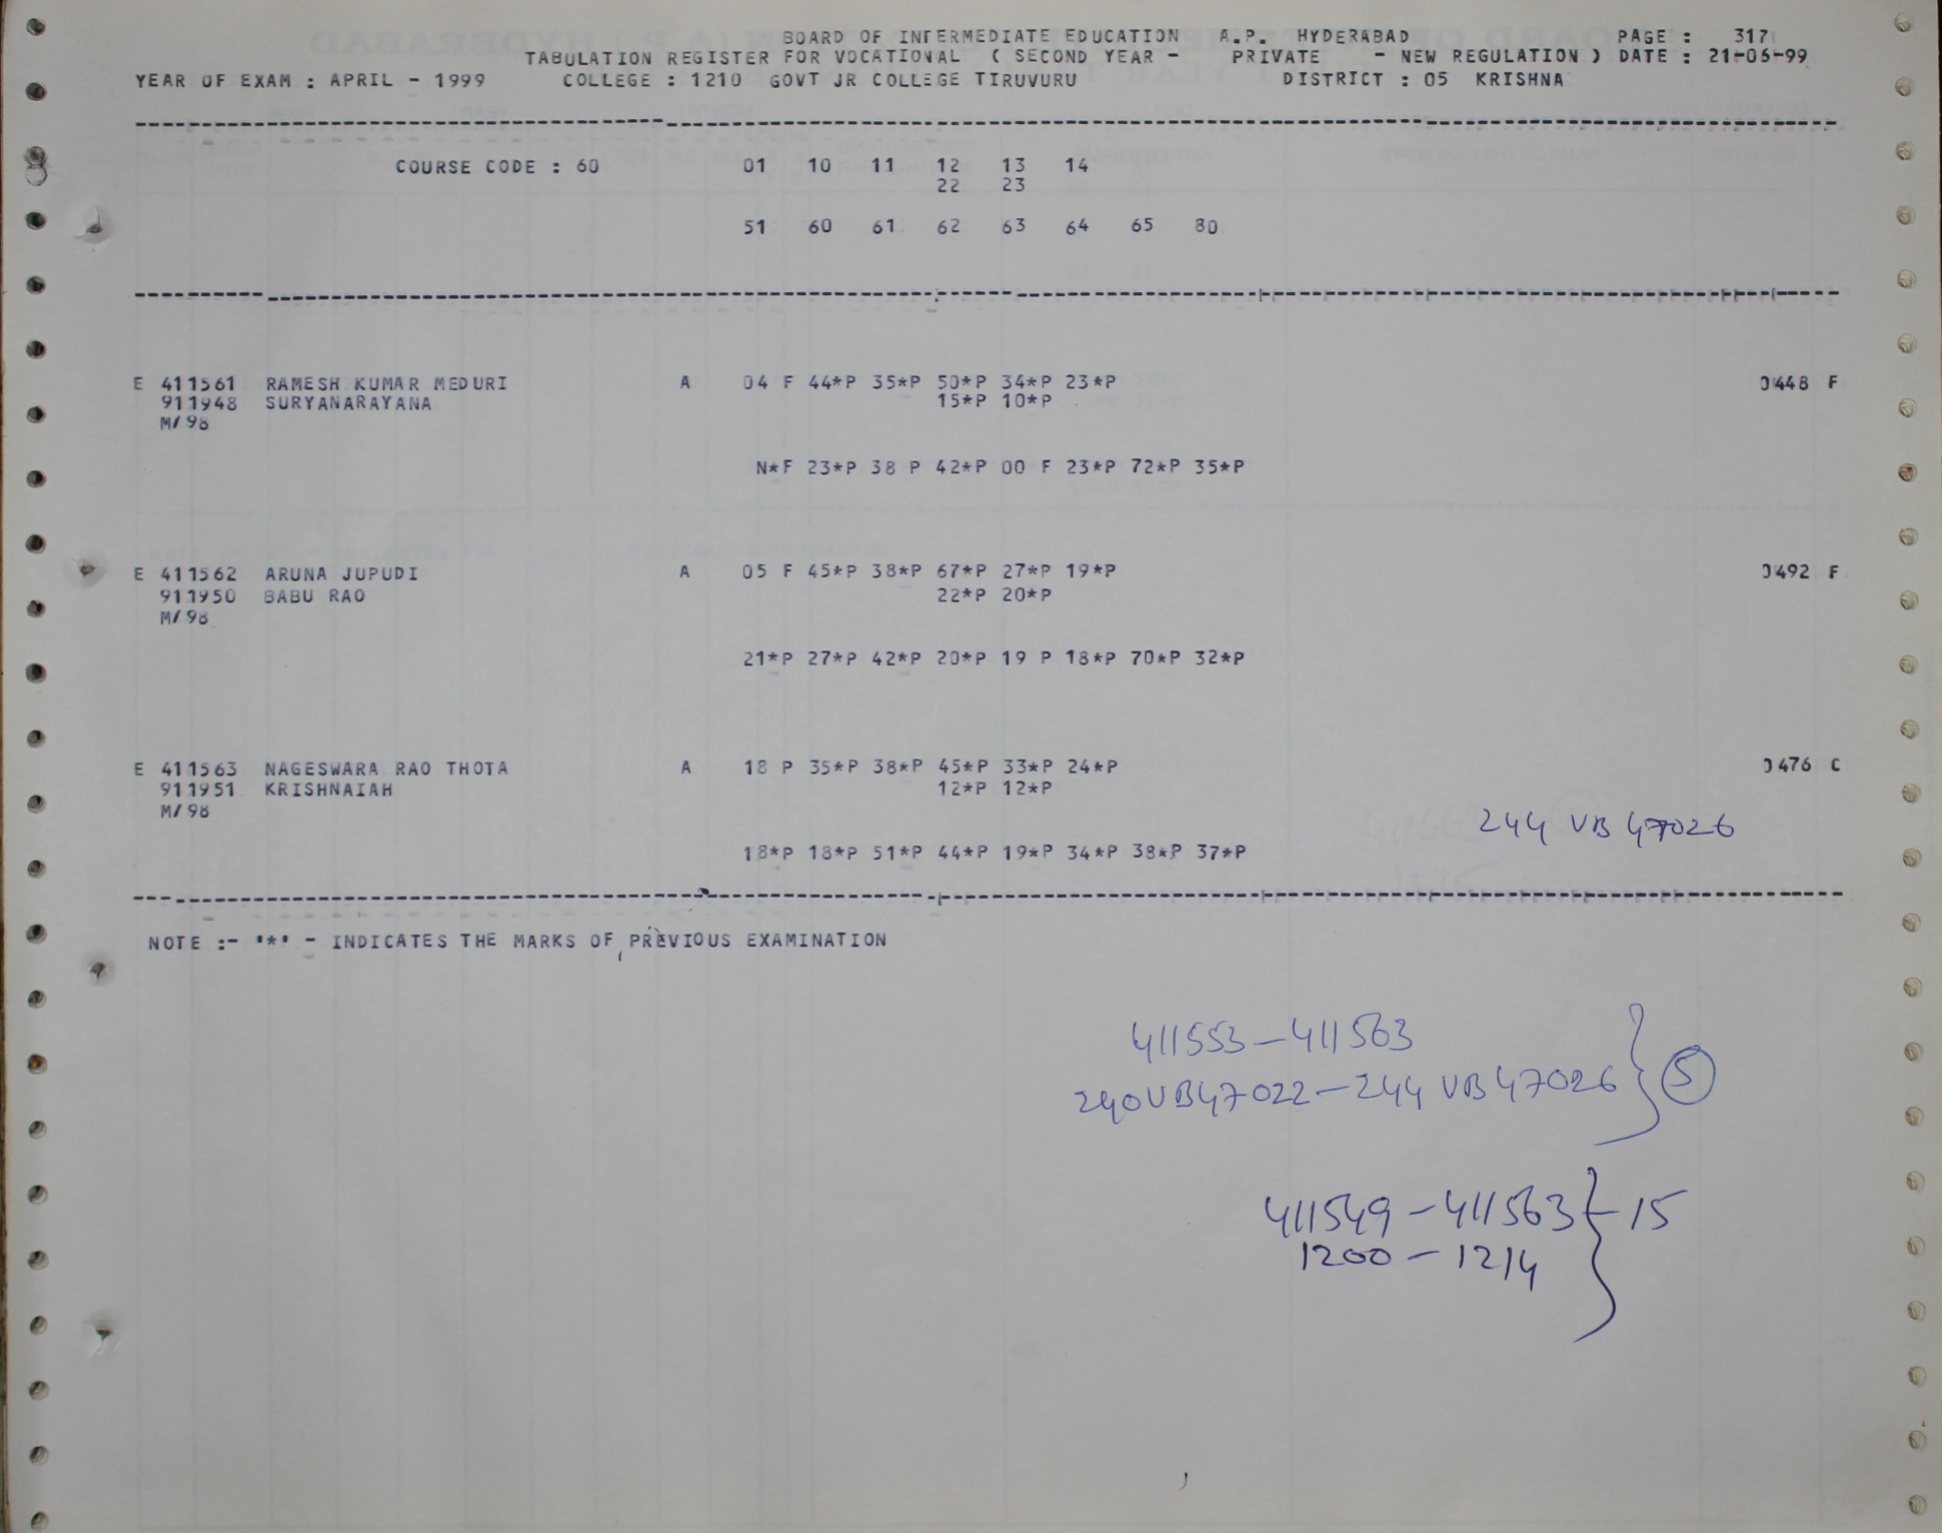 BOARD OF INTERMEDIATE EDUCATION A.P. HYDERABAD PAGE : 317
TABULATION REGISTER FOR VOCATIONAL ( SECOND YEAR - PRIVATE - NEW REGULATION ) DATE : 21-06-99
YEAR OF EXAM : APRIL - 1999 COLLEGE : 1210 GOVT JR COLLEGE TIRUVURU DISTRICT : 05 KRISHNA
COURSE CODE : 60 01 10 11 12 13 14
22 23
51 60 61 62 63 64 65 80
E 411561 RAMESH KUMAR MEDURI A 04 F 44*P 35*P 50*P 34*P 23*P 0448 F
911948 SURYANARAYANA 15*P 10*P
M/98
N*F 23*P 38 P 42*P 00 F 23*P 72*P 35*P
E 411562 ARUNA JUPUDI A 05 F 45*P 38*P 67*P 27*P 19*P 0492 F
911950 BABU RAO 22*P 20*P
M/98
21*P 27*P 42*P 20*P 19 P 18*P 70*P 32*P
E 411563 NAGESWARA RAO THOTA A 18 P 35*P 38*P 45*P 33*P 24*P 0476 C
911951 KRISHNAIAH 12*P 12*P
M/98
244 VB 47026
18*P 18*P 51*P 44*P 19*P 34*P 38*P 37*P
NOTE :- '*' - INDICATES THE MARKS OF PREVIOUS EXAMINATION
411553-411563
240VB47022-244 VB47026 } 5
411549-411563 } 15
1200-1214